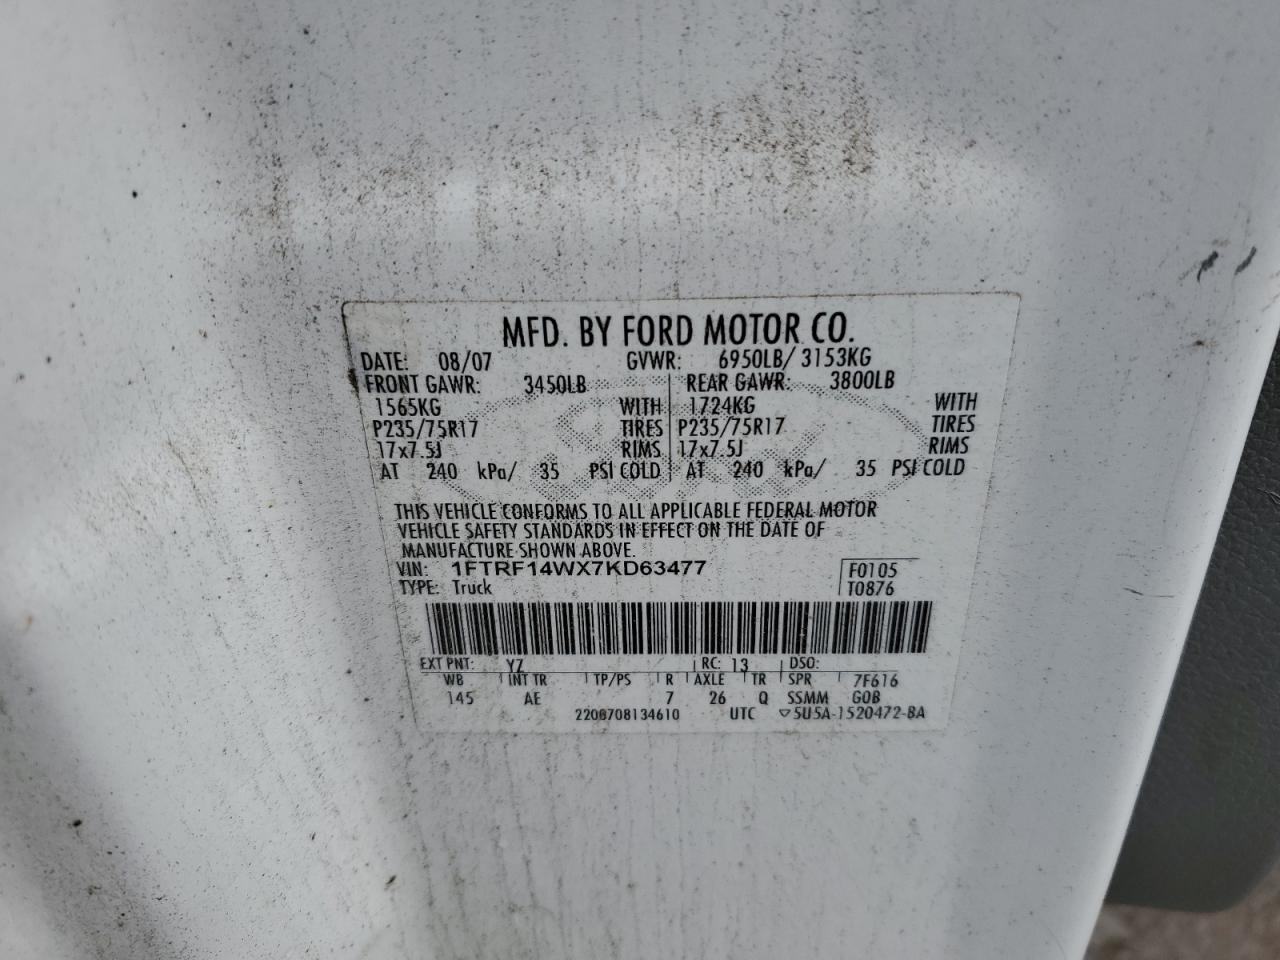 MFD. BY FORD MOTOR CO.
DATE: 08/07 GVWR: 6950LB/ 3153KG
FRONT GAWR: 3450LB REAR GAWR: 3800LB
1565KG WITH 1724KG WITH
P235/75R17 TIRES P235/75R17 TIRES
17x7.5J RIMS 17x7.5J RIMS
AT 240 kPa/ 35 PSI COLD AT 240 kPa/ 35 PSI COLD
THIS VEHICLE CONFORMS TO ALL APPLICABLE FEDERAL MOTOR
VEHICLE SAFETY STANDARDS IN EFFECT ON THE DATE OF
MANUFACTURE SHOWN ABOVE.
VIN: 1FTRF14WX7KD63477 F0105
TYPE: Truck T0876
EXT PNT: YZ RC: 13 DSO:
WB INT TR TP/PS R AXLE TR SPR 7F616
145 AE 7 26 Q SSMM GOB
2208708134610 UTC ▽5U5A-1520472-BA